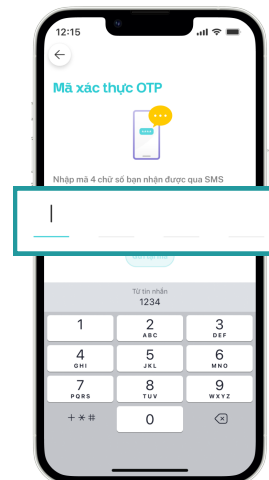 12:15
Mã xác thực OTP
Nhập mã 4 chữ số bạn nhận được qua SMS
Từ tin nhắn
1234
1
2
ABC
3
DEF
4
GHI
5
JKL
6
MNO
7
PQRS
8
TUV
9
WXYZ
+ * #
0